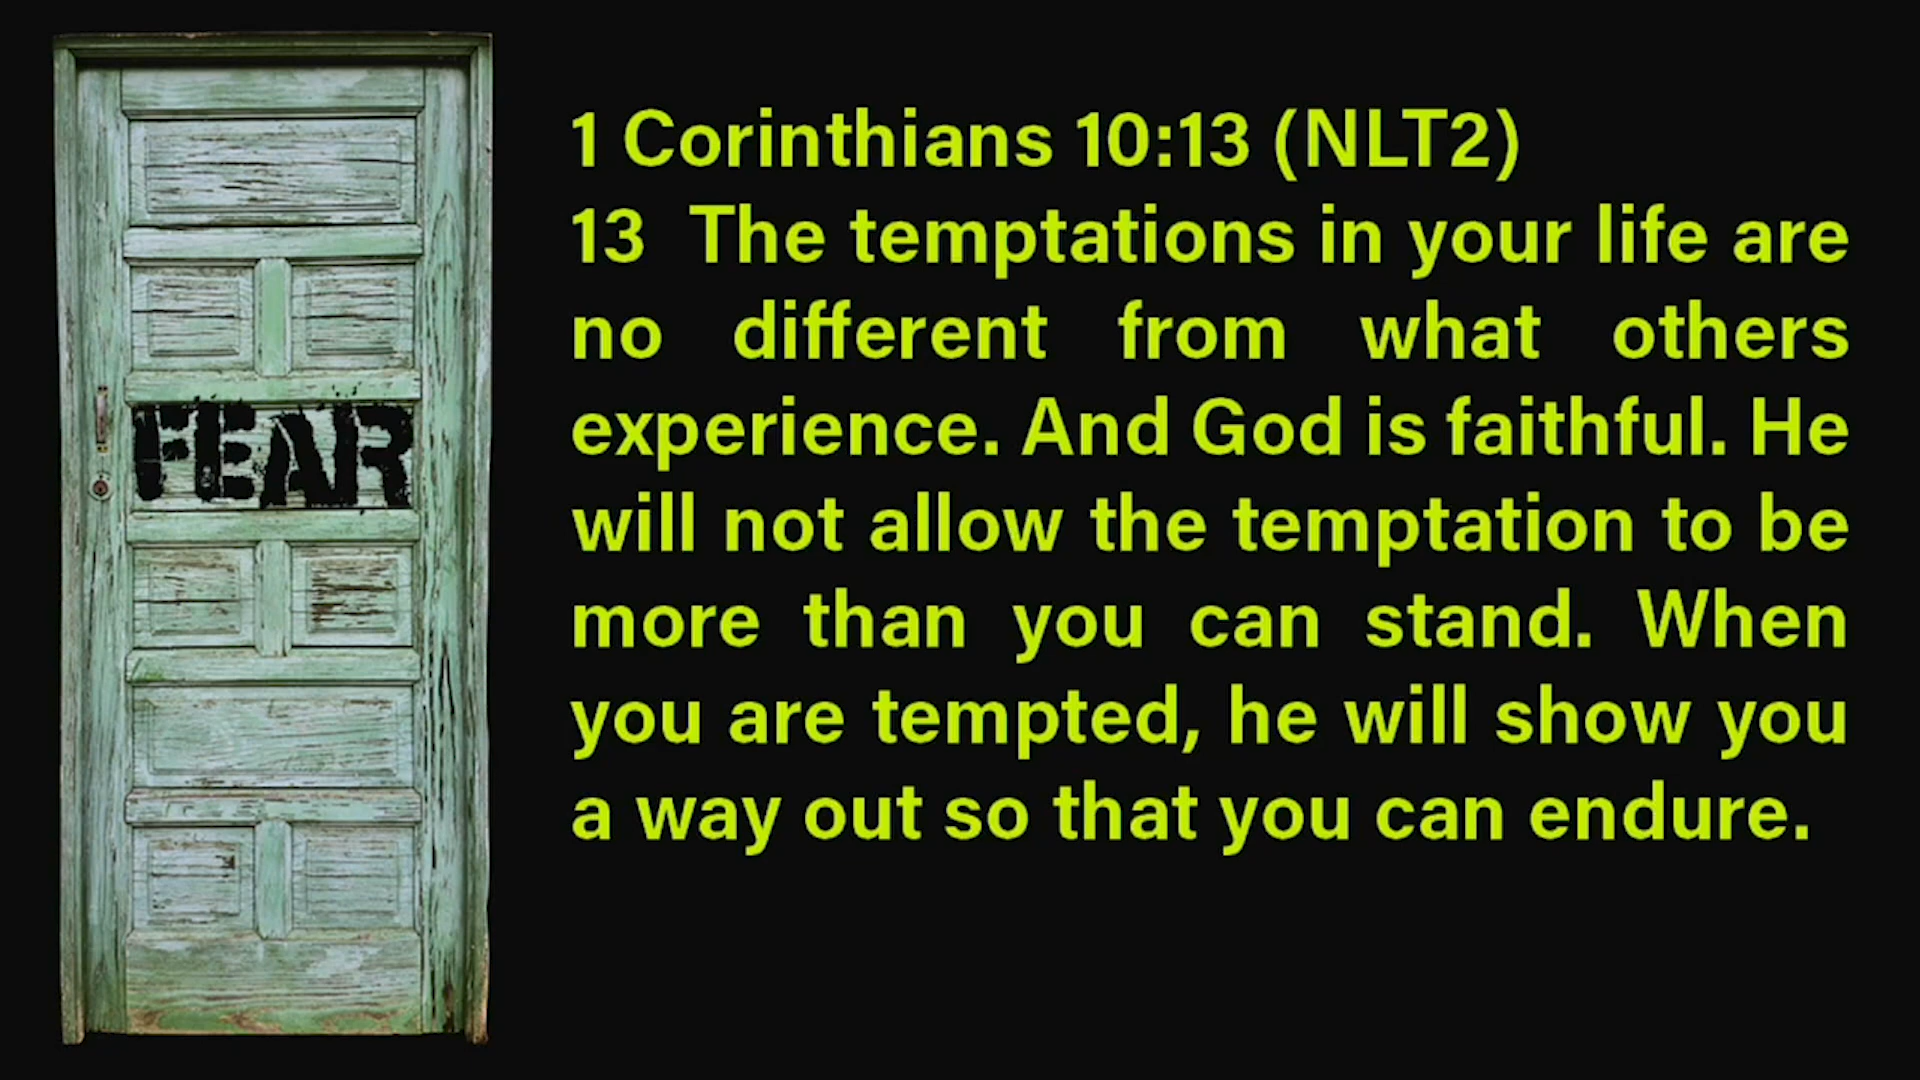 FEAR
1 Corinthians 10:13 (NLT2)
13 The temptations in your life are
no different from what others
experience. And God is faithful. He
will not allow the temptation to be
more than you can stand. When
you are tempted, he will show you
a way out so that you can endure.